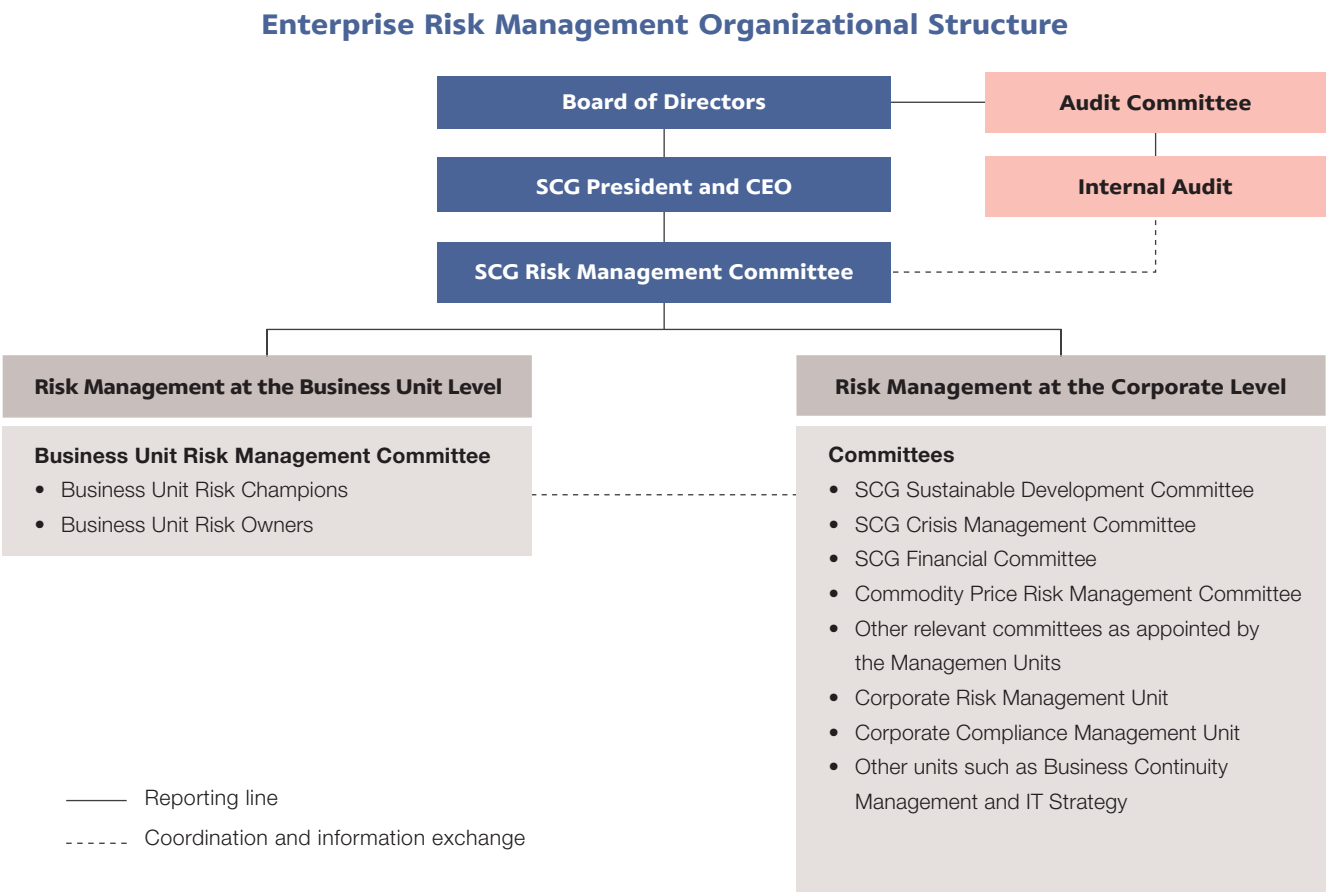 Enterprise Risk Management Organizational Structure
Board of Directors
Audit Committee
SCG President and CEO
Internal Audit
SCG Risk Management Committee
Risk Management at the Business Unit Level
Business Unit Risk Management Committee
• Business Unit Risk Champions
• Business Unit Risk Owners
Risk Management at the Corporate Level
Committees
• SCG Sustainable Development Committee
• SCG Crisis Management Committee
• SCG Financial Committee
• Commodity Price Risk Management Committee
• Other relevant committees as appointed by
the Managemen Units
• Corporate Risk Management Unit
• Corporate Compliance Management Unit
• Other units such as Business Continuity
Management and IT Strategy
Reporting line
Coordination and information exchange